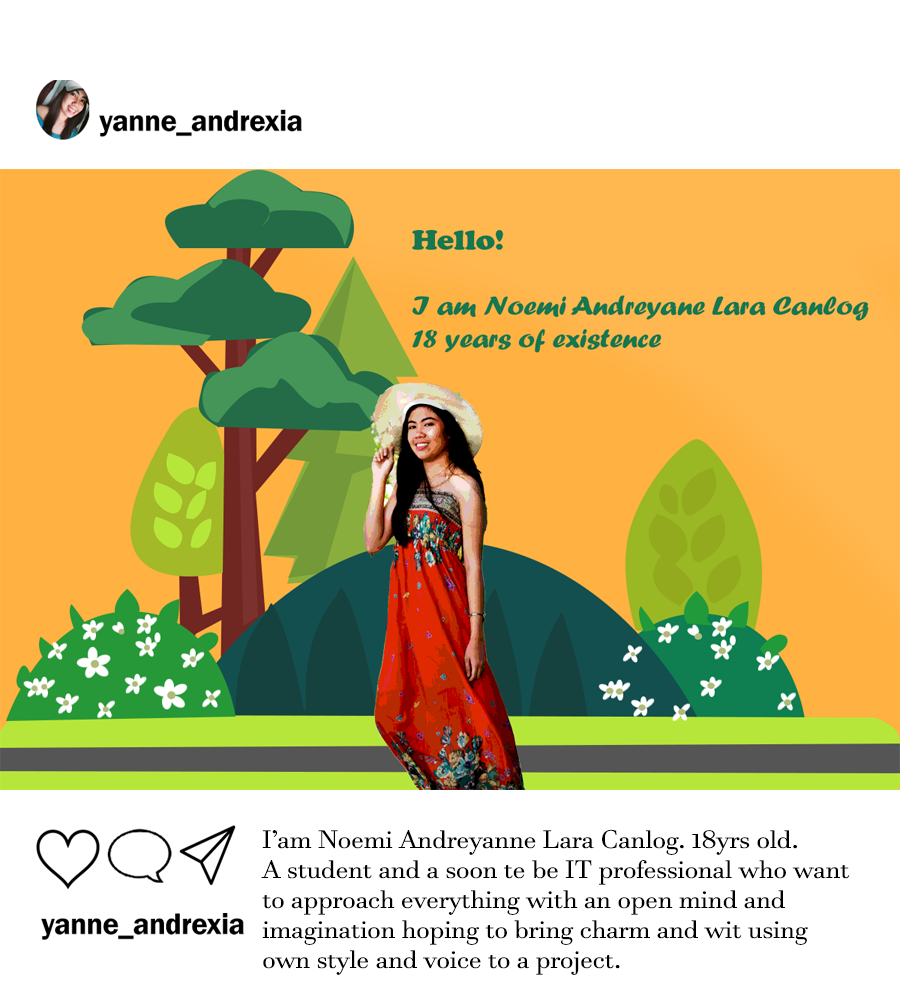 yanne_andrexia
Hello!
I am Noemi Andreyane Lara Canlog
18 years of existence
I’am Noemi Andreyanne Lara Canlog. 18yrs old.
A student and a soon te be IT professional who want
to approach everything with an open mind and
imagination hoping to bring charm and wit using
own style and voice to a project.
yanne_andrexia